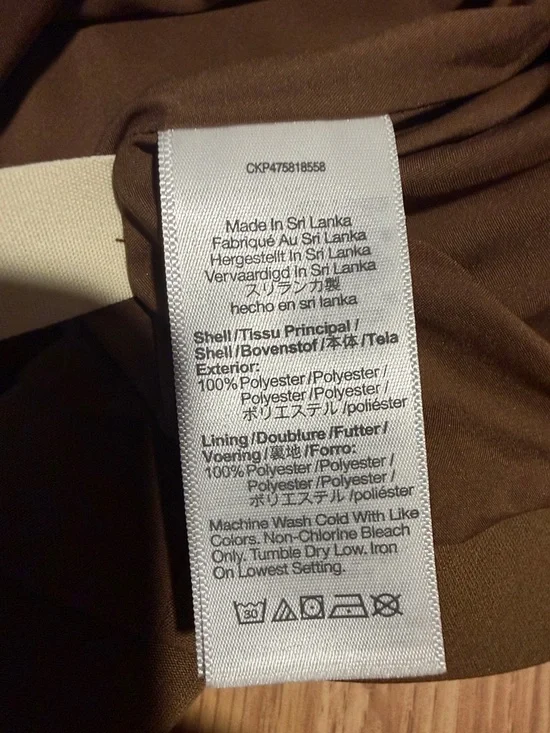 CKP475818558
Made In Sri Lanka
Fabriqué Au Sri Lanka
Hergestellt In Sri Lanka
Vervaardigd In Sri Lanka
スリランカ製
hecho en sri lanka
Shell/Tissu Principal/
Shell/Bovenstof/本体/Tela
Exterior:
100% Polyester/Polyester/
Polyester/Polyester/
ポリエステル/poliéster
Lining/Doublure/Futter/
Voering/裏地/Forro:
100% Polyester/Polyester/
Polyester/Polyester/
ポリエステル/poliéster
Machine Wash Cold With Like
Colors. Non-Chlorine Bleach
Only. Tumble Dry Low. Iron
On Lowest Setting.
30